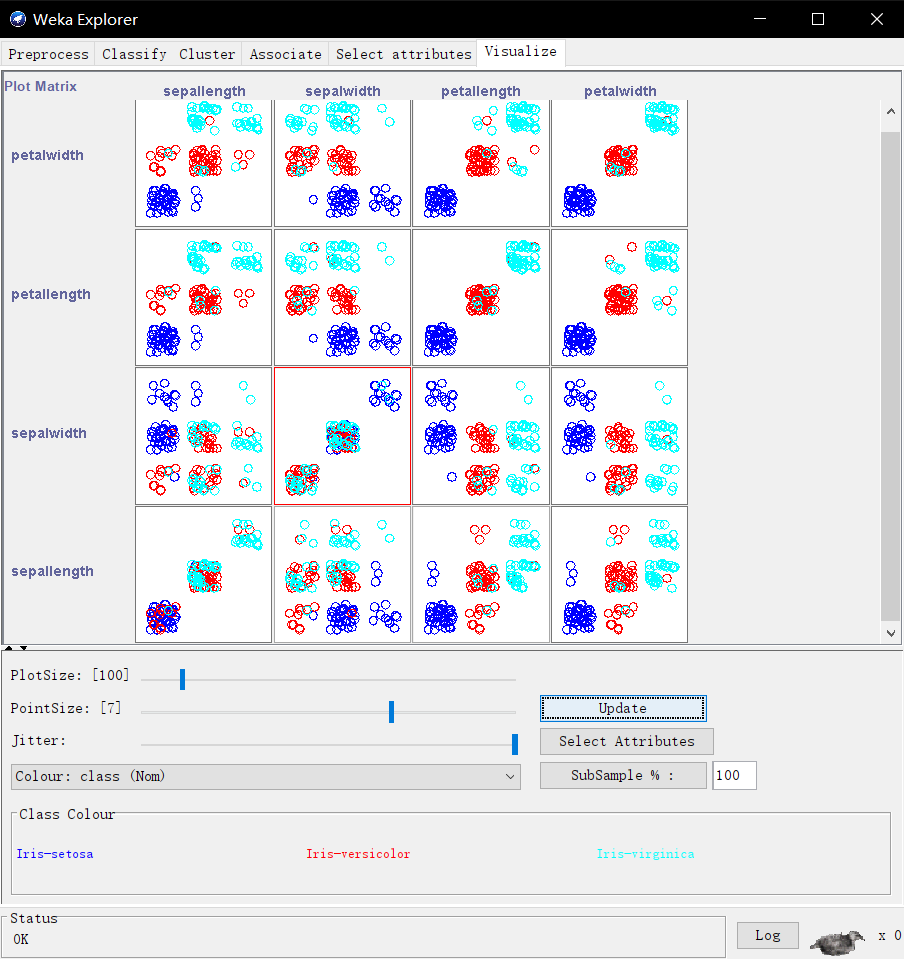 Weka Explorer
Preprocess Classify Cluster Associate Select attributes Visualize
Plot Matrix
sepallength sepalwidth petallength petalwidth
petalwidth
petallength
sepalwidth
sepallength
PlotSize: [100]
PointSize: [7]
Update
Jitter:
Select Attributes
Colour: class (Nom)
SubSample % :
100
Class Colour
Iris-setosa Iris-versicolor Iris-virginica
Status
OK
Log
x 0